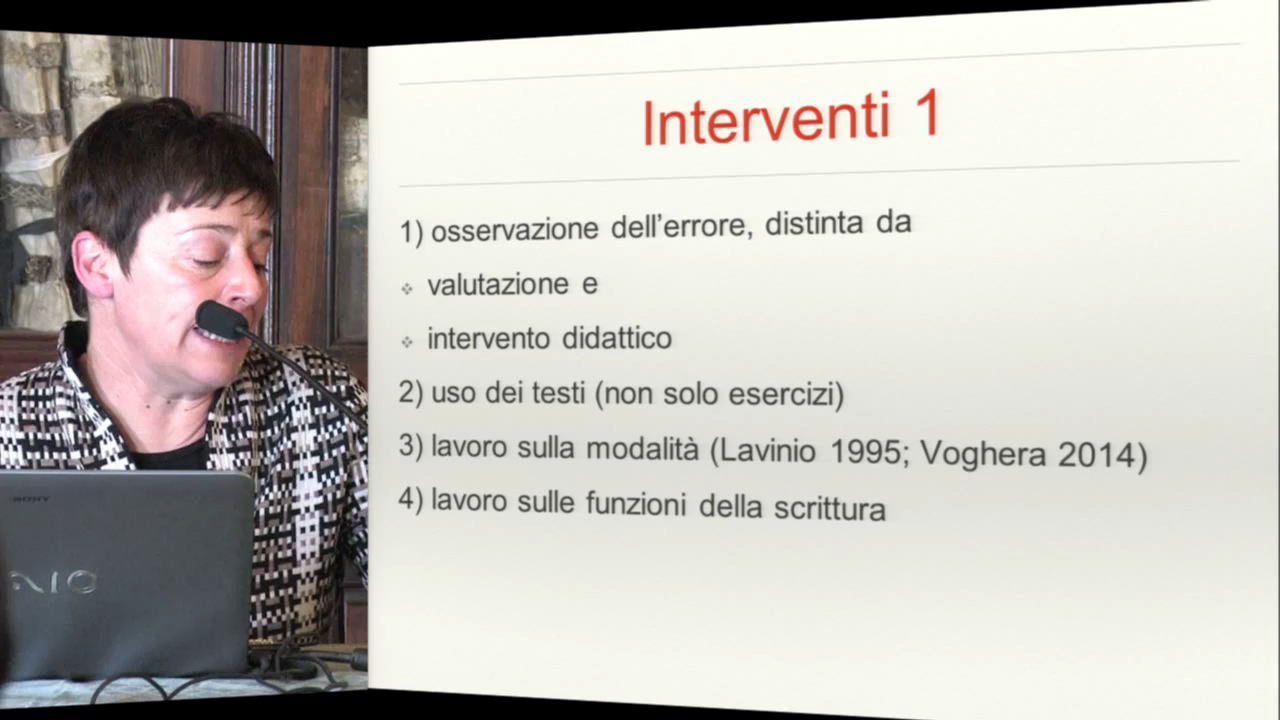 Interventi 1
1) osservazione dell'errore, distinta da
valutazione e
intervento didattico
2) uso dei testi (non solo esercizi)
3) lavoro sulla modalità (Lavinio 1995; Voghera 2014)
4) lavoro sulle funzioni della scrittura
SONY